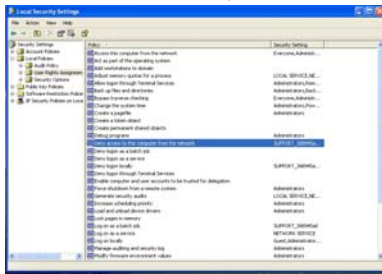 Local Security Settings
File Action View Help
Security Settings
Account Policies
Local Policies
Audit Policy
User Rights Assignmen
Security Options
Public Key Policies
Software Restriction Policie
IP Security Policies on Loca
Policy
Security Setting
Access this computer from the network Everyone,Administr...
Act as part of the operating system
Add workstations to domain
Adjust memory quotas for a process LOCAL SERVICE,NE...
Allow logon through Terminal Services Administrators,Rem...
Back up files and directories Administrators,Back...
Bypass traverse checking Everyone,Administr...
Change the system time Administrators,Pow...
Create a pagefile Administrators
Create a token object
Create permanent shared objects
Debug programs Administrators
Deny access to this computer from the network SUPPORT_388945a...
Deny logon as a batch job
Deny logon as a service
Deny logon locally SUPPORT_388945a...
Deny logon through Terminal Services
Enable computer and user accounts to be trusted for delegation
Force shutdown from a remote system Administrators
Generate security audits LOCAL SERVICE,NE...
Increase scheduling priority Administrators
Load and unload device drivers Administrators
Lock pages in memory
Log on as a batch job SUPPORT_388945a0
Log on as a service NETWORK SERVICE
Log on locally Guest,Administrator...
Manage auditing and security log Administrators
Modify firmware environment values Administrators